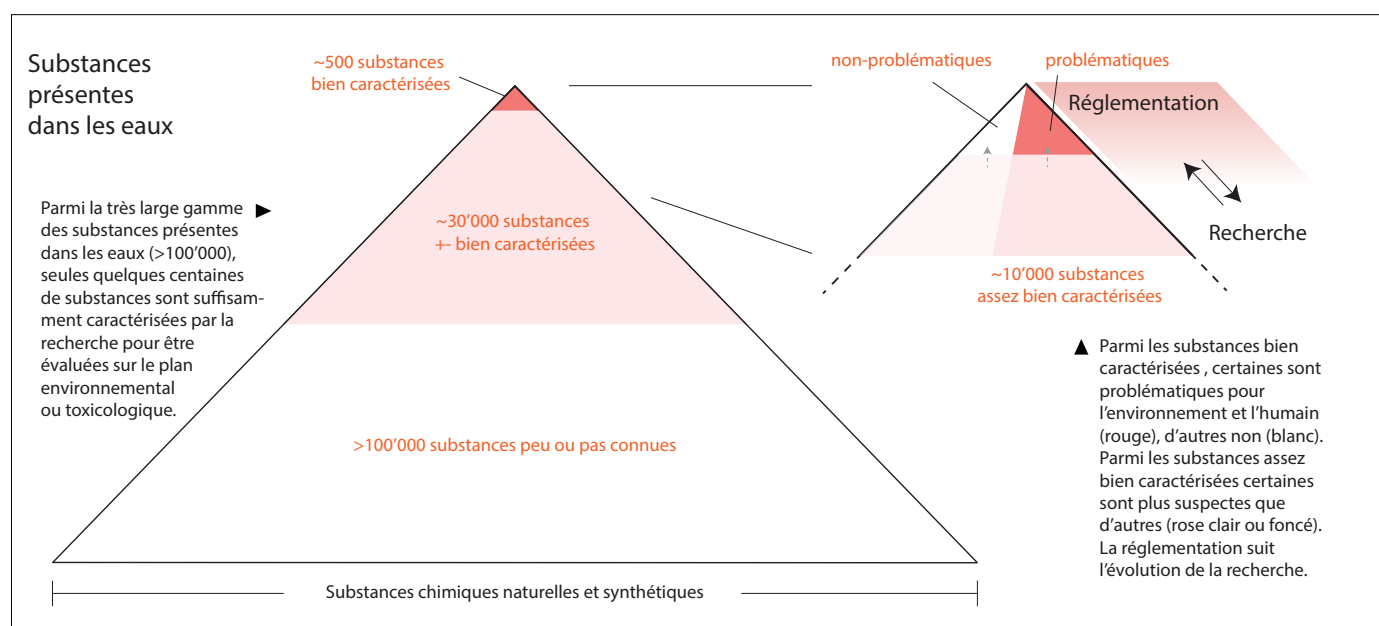 Substances
présentes
dans les eaux
~500 substances
bien caractérisées
non-problématiques
problématiques
Réglementation
Recherche
Parmi la très large gamme
des substances présentes
dans les eaux (>100’000),
seules quelques centaines
de substances sont suffisam-
ment caractérisées par la
recherche pour être
évaluées sur le plan
environnemental
ou toxicologique.
~30’000 substances
+- bien caractérisées
~10’000 substances
assez bien caractérisées
>100’000 substances peu ou pas connues
Parmi les substances bien
caractérisées , certaines sont
problématiques pour
l’environnement et l’humain
(rouge), d’autres non (blanc).
Parmi les substances assez
bien caractérisées certaines
sont plus suspectes que
d’autres (rose clair ou foncé).
La réglementation suit
l’évolution de la recherche.
Substances chimiques naturelles et synthétiques